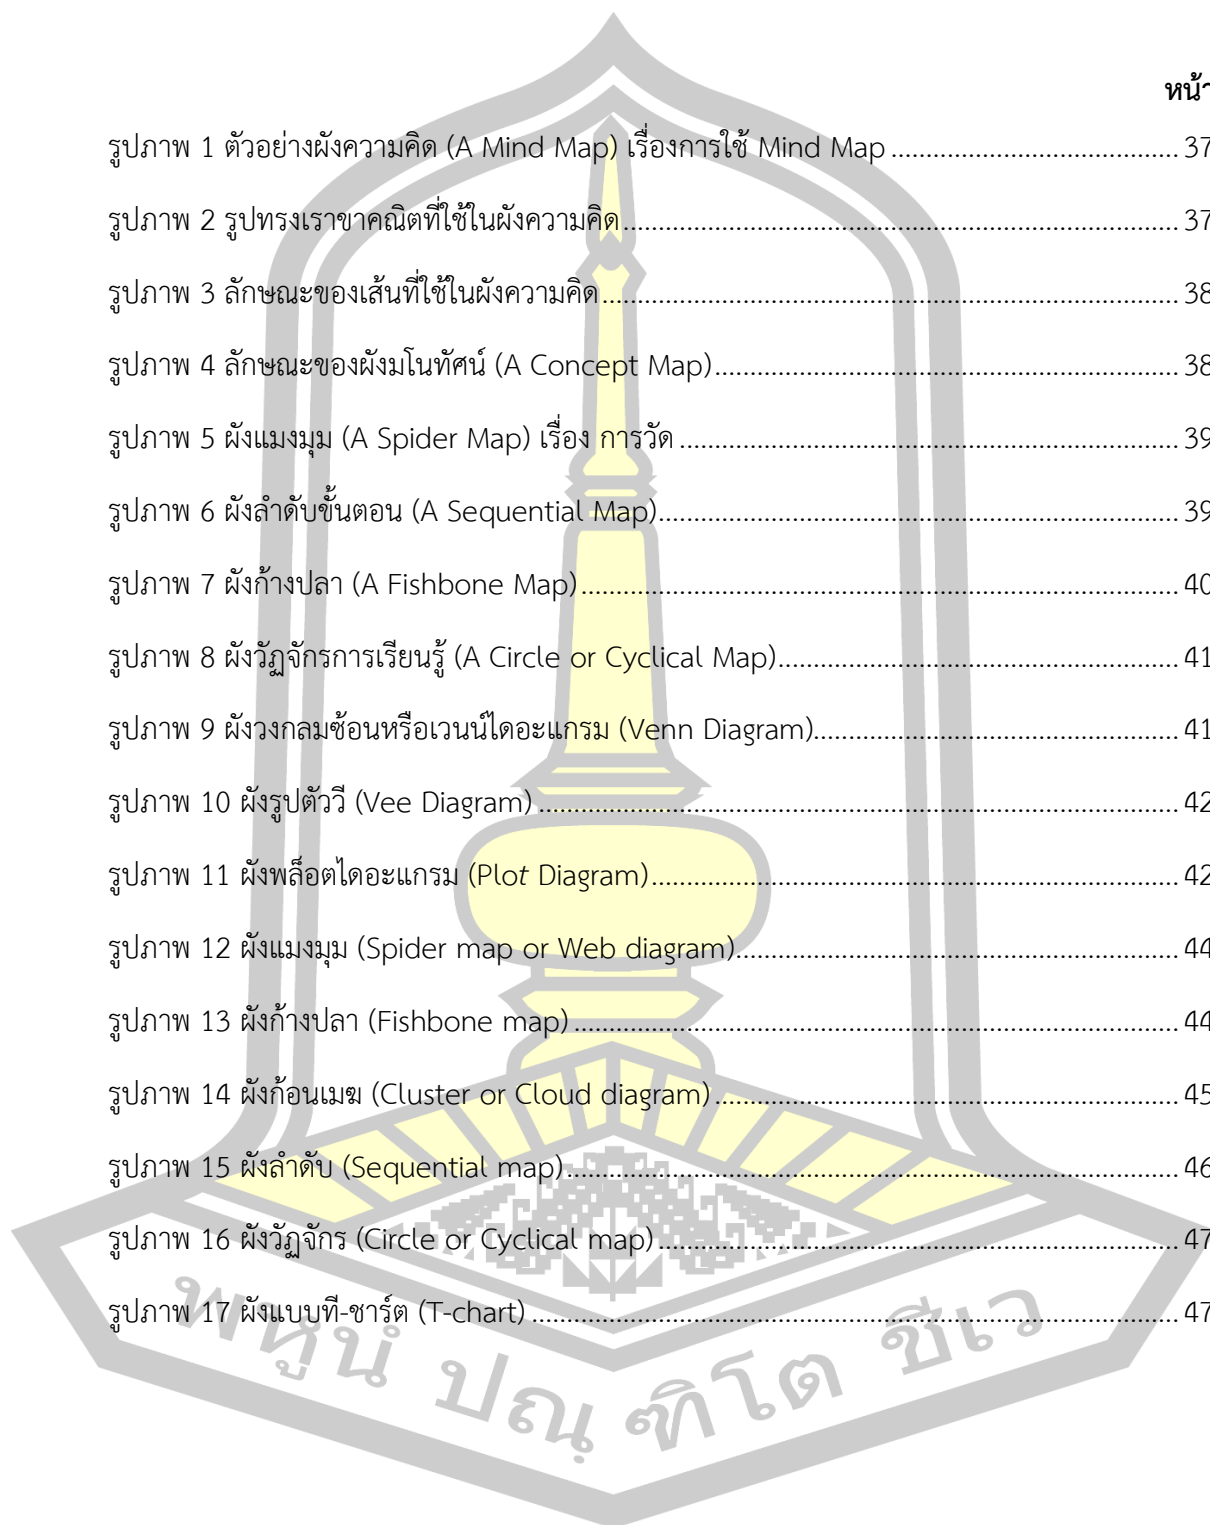 หน้า
รูปภาพ 1 ตัวอย่างผังความคิด (A Mind Map) เรื่องการใช้ Mind Map ........................................................ 37
รูปภาพ 2 รูปทรงเราขาคณิตที่ใช้ในผังความคิด ........................................................ 37
รูปภาพ 3 ลักษณะของเส้นที่ใช้ในผังความคิด ........................................................ 38
รูปภาพ 4 ลักษณะของผังมโนทัศน์ (A Concept Map) ........................................................ 38
รูปภาพ 5 ผังแมงมุม (A Spider Map) เรื่อง การวัด ........................................................ 39
รูปภาพ 6 ผังลำดับขั้นตอน (A Sequential Map) ........................................................ 39
รูปภาพ 7 ผังก้างปลา (A Fishbone Map) ........................................................ 40
รูปภาพ 8 ผังวัฏจักรการเรียนรู้ (A Circle or Cyclical Map) ........................................................ 41
รูปภาพ 9 ผังวงกลมซ้อนหรือเวนน์ไดอะแกรม (Venn Diagram) ........................................................ 41
รูปภาพ 10 ผังรูปตัววี (Vee Diagram) ........................................................ 42
รูปภาพ 11 ผังพล็อตไดอะแกรม (Plot Diagram) ........................................................ 42
รูปภาพ 12 ผังแมงมุม (Spider map or Web diagram) ........................................................ 44
รูปภาพ 13 ผังก้างปลา (Fishbone map) ........................................................ 44
รูปภาพ 14 ผังก้อนเมฆ (Cluster or Cloud diagram) ........................................................ 45
รูปภาพ 15 ผังลำดับ (Sequential map) ........................................................ 46
รูปภาพ 16 ผังวัฏจักร (Circle or Cyclical map) ........................................................ 47
รูปภาพ 17 ผังแบบที-ชาร์ต (T-chart) ........................................................ 47
พหูนํ ปณฺฑิโต ชีเว